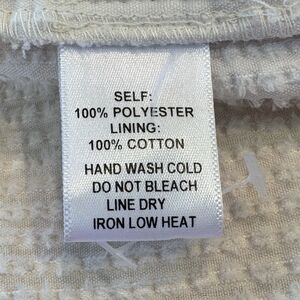 SELF:
100% POLYESTER
LINING:
100% COTTON
HAND WASH COLD
DO NOT BLEACH
LINE DRY
IRON LOW HEAT